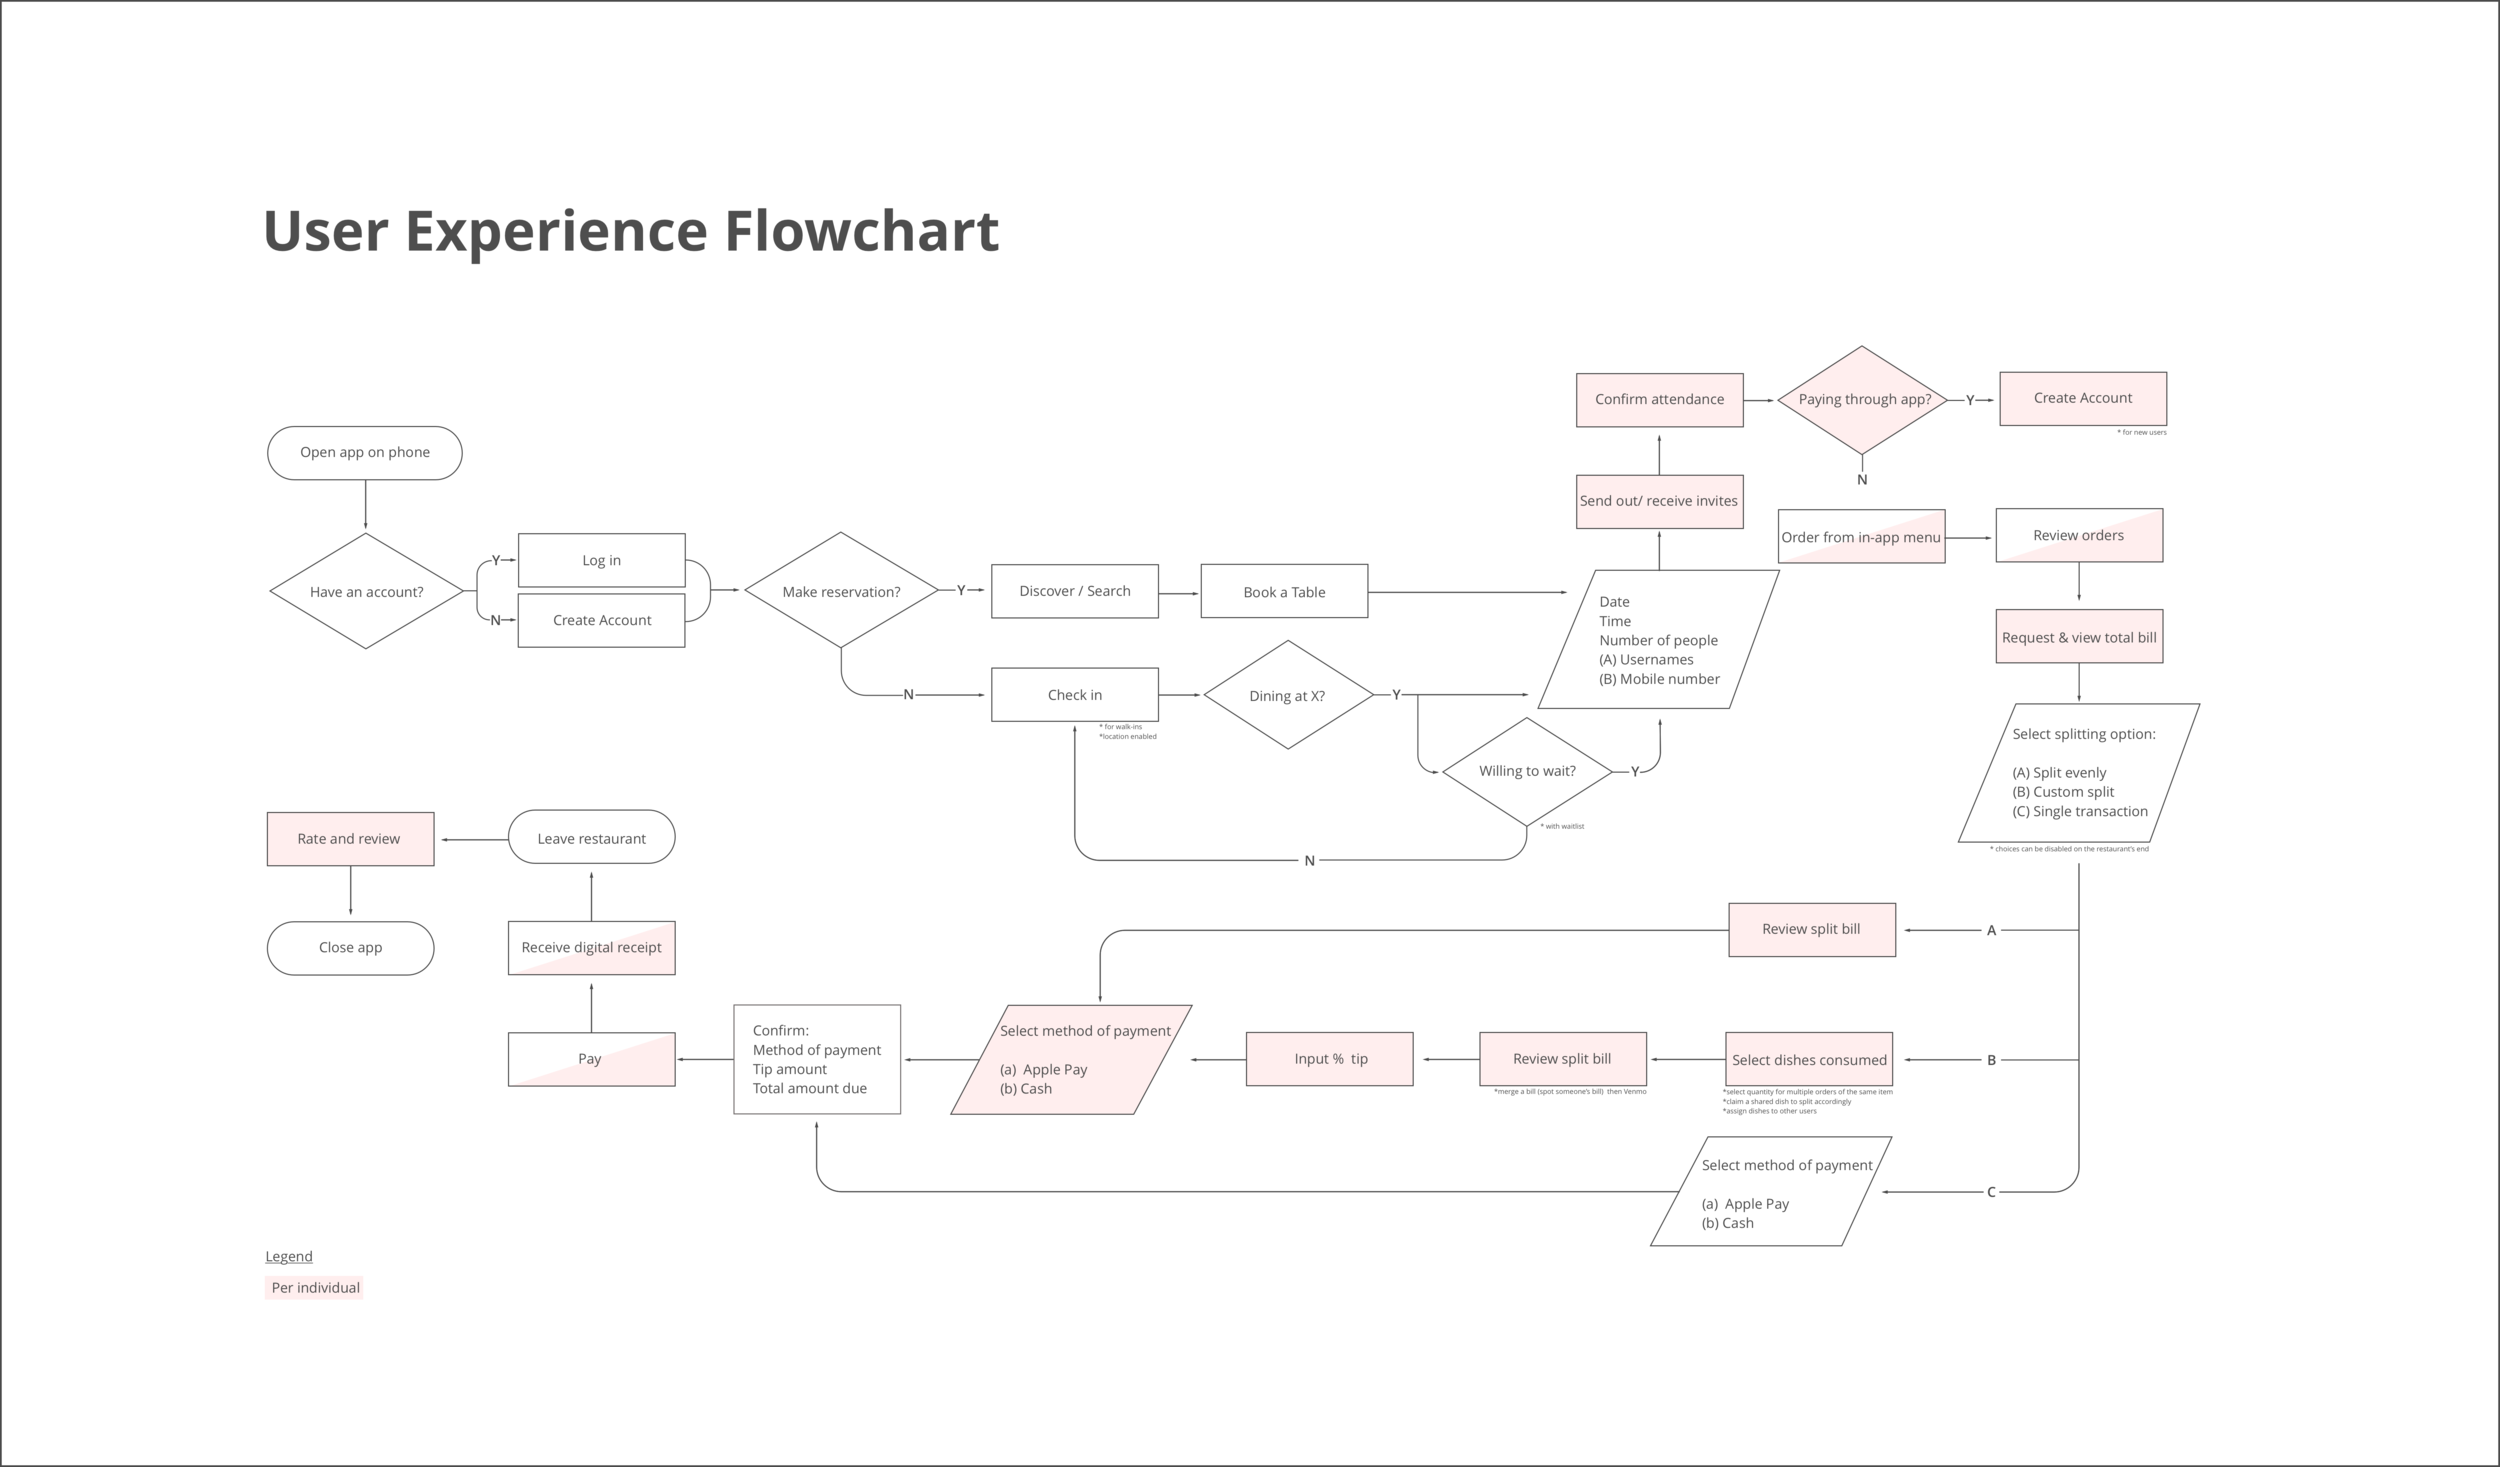 User Experience Flowchart
Open app on phone
Have an account?
Y
Log in
N
Create Account
Make reservation?
Y
Discover / Search
Book a Table
N
Check in
* for walk-ins
*location enabled
Dining at X?
Y
Willing to wait?
* with waitlist
Y
N
Date
Time
Number of people
(A) Usernames
(B) Mobile number
Send out/ receive invites
Confirm attendance
Paying through app?
Y
Create Account
* for new users
N
Order from in-app menu
Review orders
Request & view total bill
Select splitting option:
(A) Split evenly
(B) Custom split
(C) Single transaction
* choices can be disabled on the restaurant's end
A
Review split bill
B
Select dishes consumed
*select quantity for multiple orders of the same item
*claim a shared dish to split accordingly
*assign dishes to other users
Review split bill
*merge a bill (spot someone's bill)  then Venmo
Input %  tip
Select method of payment
(a)  Apple Pay
(b) Cash
C
Select method of payment
(a)  Apple Pay
(b) Cash
Confirm:
Method of payment
Tip amount
Total amount due
Pay
Receive digital receipt
Leave restaurant
Rate and review
Close app
Legend
Per individual